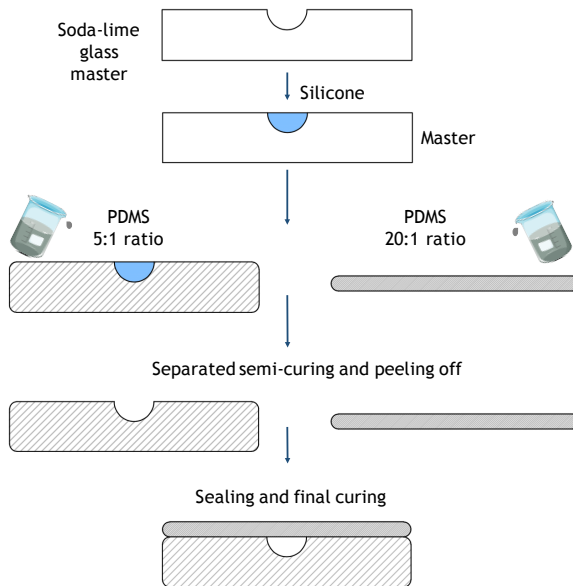 Soda-lime
glass
master
Silicone
Master
PDMS
5:1 ratio
PDMS
20:1 ratio
Separated semi-curing and peeling off
Sealing and final curing